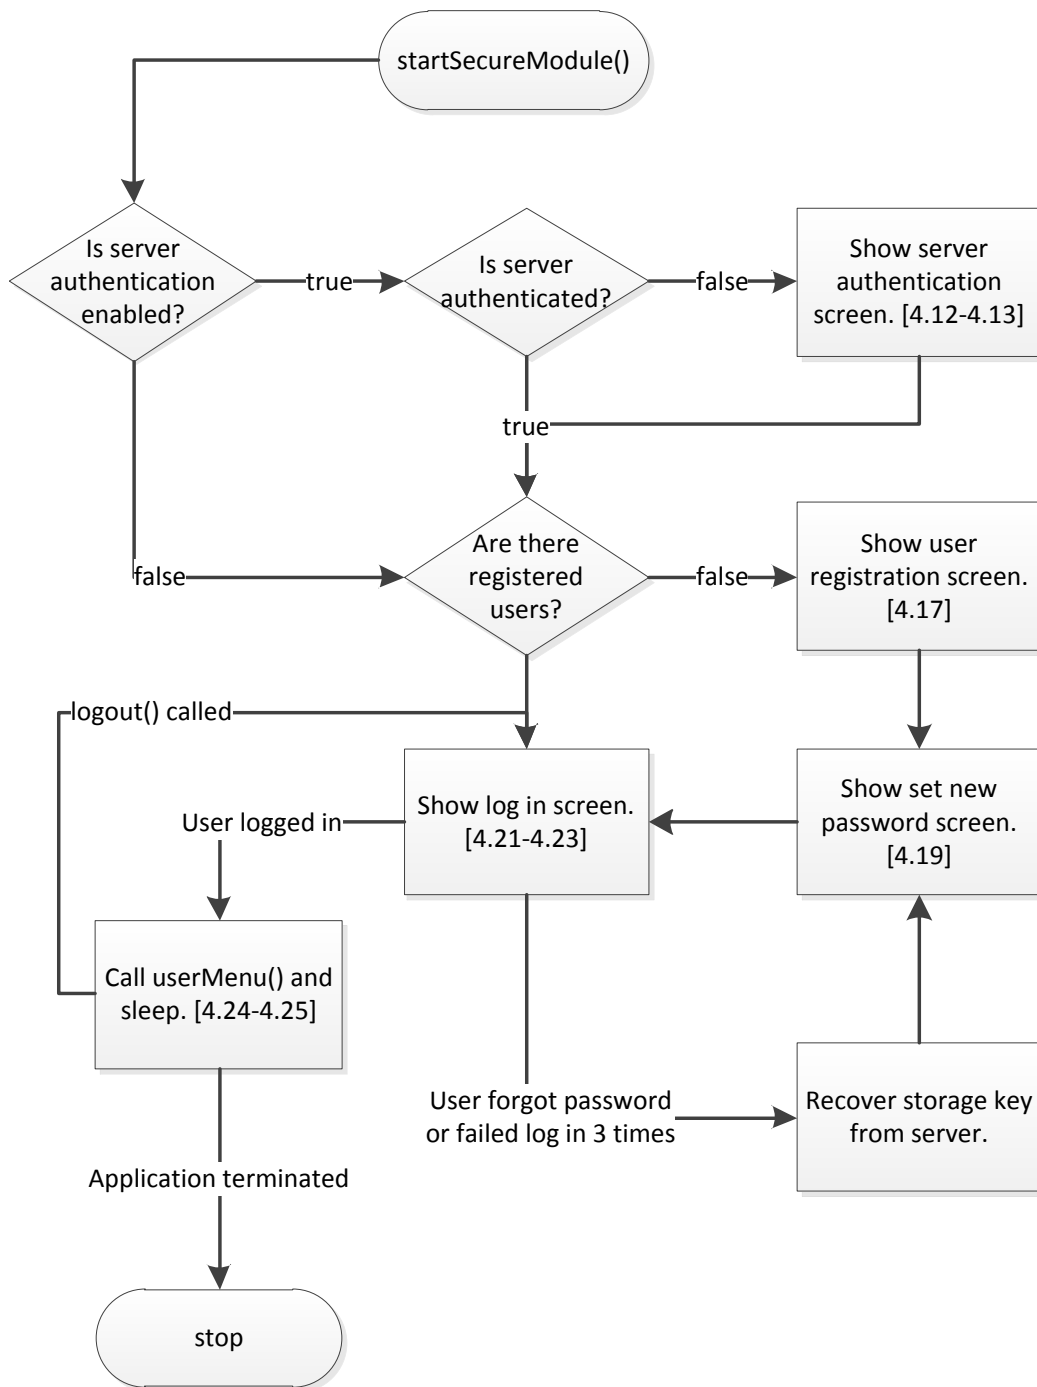 startSecureModule()
Is server
authentication
enabled?
true
Is server
authenticated?
false
Show server
authentication
screen. [4.12-4.13]
true
false
Are there
registered
users?
false
Show user
registration screen.
[4.17]
logout() called
User logged in
Show log in screen.
[4.21-4.23]
Show set new
password screen.
[4.19]
Call userMenu() and
sleep. [4.24-4.25]
User forgot password
or failed log in 3 times
Recover storage key
from server.
Application terminated
stop